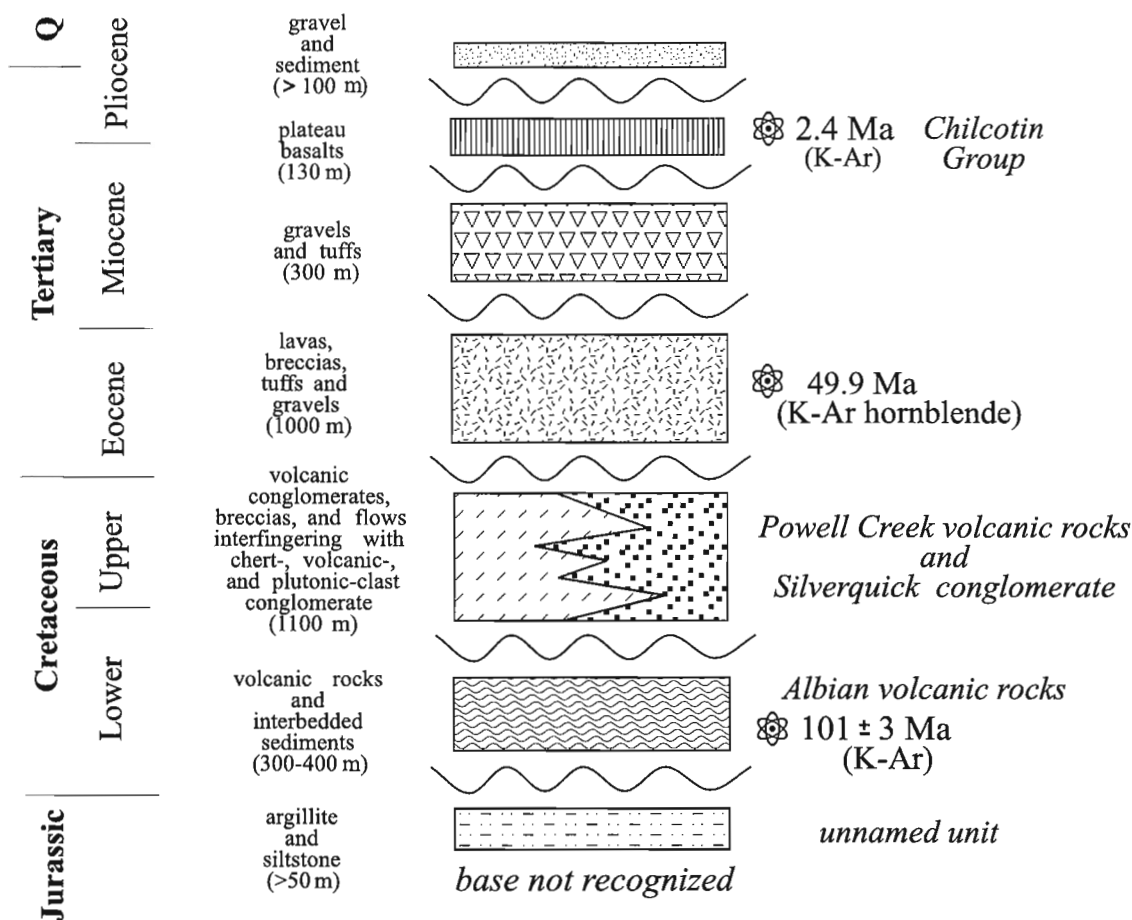 Q
Pliocene
gravel
and
sediment
(> 100 m)
plateau
basalts
(130 m)
2.4 Ma
(K-Ar)
Chilcotin
Group
Tertiary
Miocene
gravels
and tuffs
(300 m)
Eocene
lavas,
breccias,
tuffs and
gravels
(1000 m)
49.9 Ma
(K-Ar hornblende)
Cretaceous
Upper
volcanic
conglomerates,
breccias, and flows
interfingering with
chert-, volcanic-,
and plutonic-clast
conglomerate
(1100 m)
Powell Creek volcanic rocks
and
Silverquick conglomerate
Lower
volcanic rocks
and
interbedded
sediments
(300-400 m)
Albian volcanic rocks
101 ± 3 Ma
(K-Ar)
Jurassic
argillite
and
siltstone
(>50 m)
unnamed unit
base not recognized